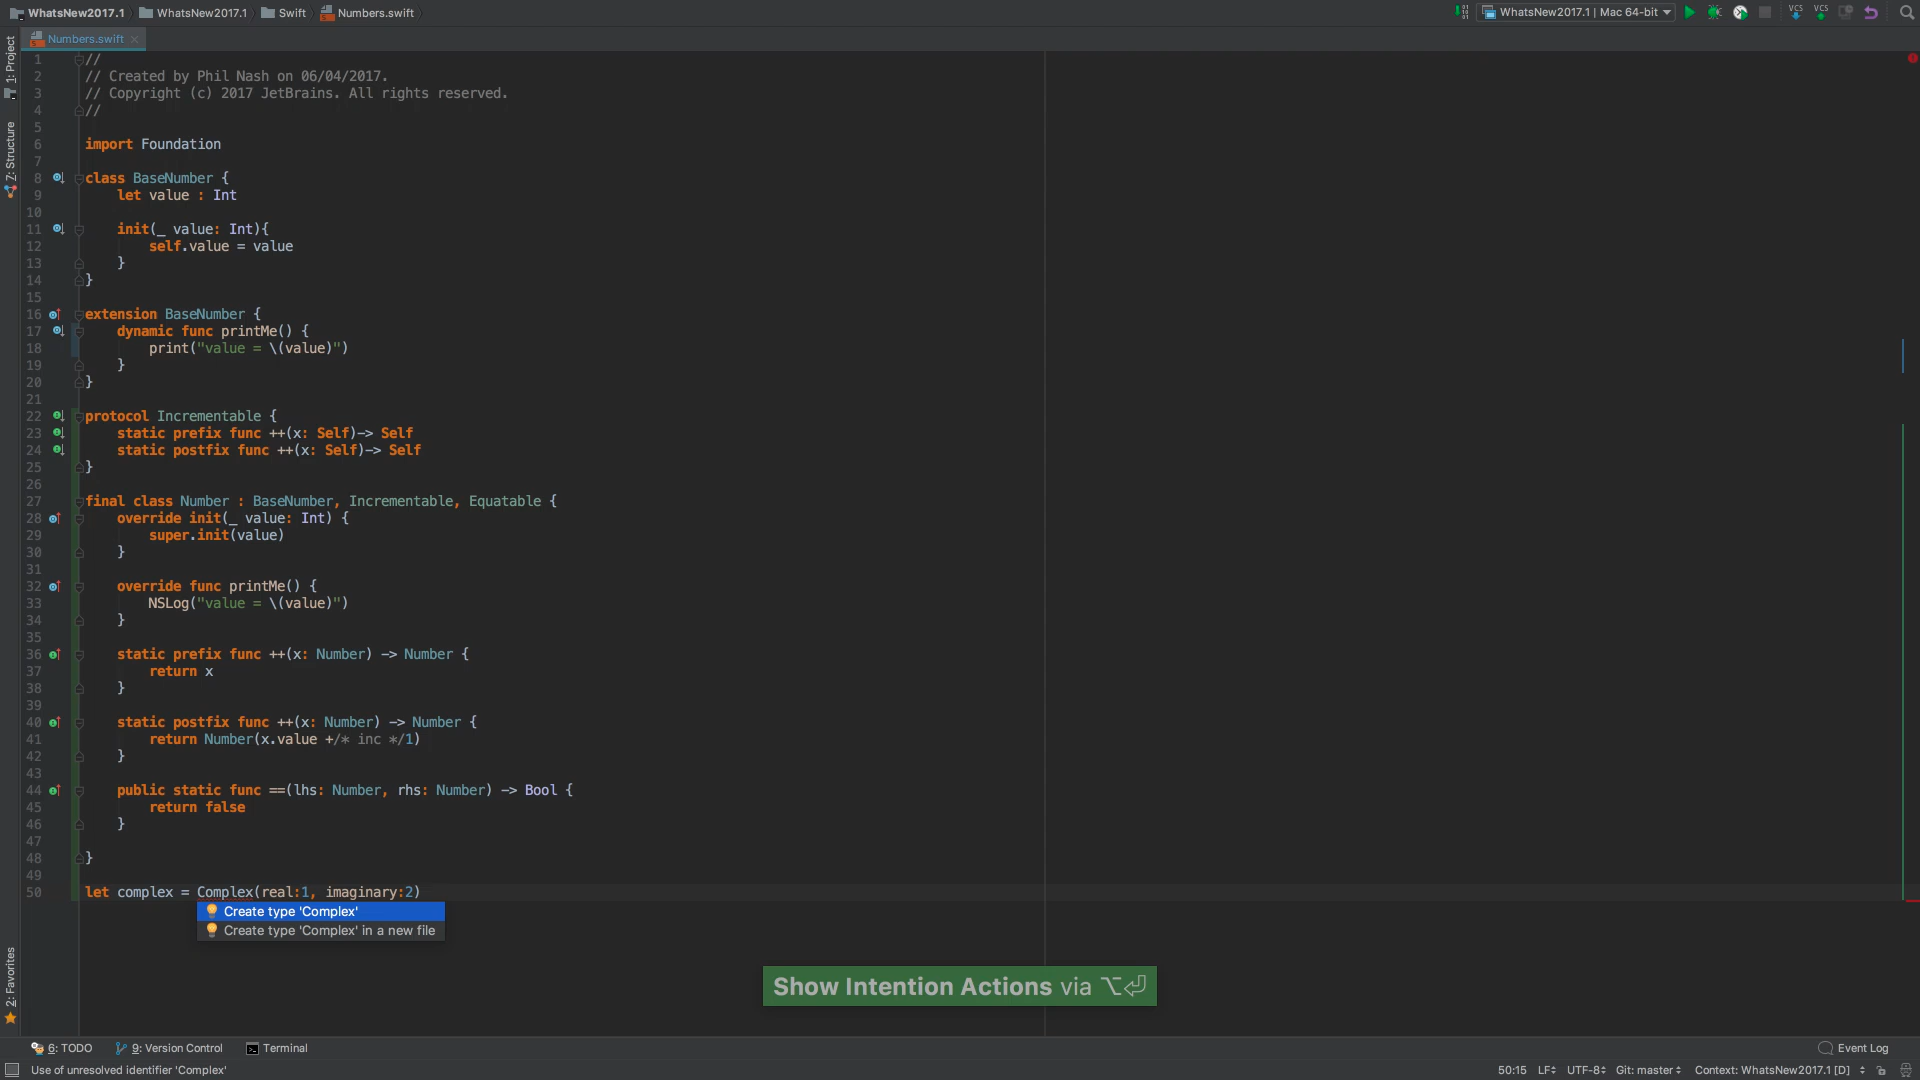 WhatsNew2017.1 WhatsNew2017.1 Swift Numbers.swift WhatsNew2017.1 | Mac 64-bit VCS VCS
Numbers.swift
1: Project
7: Structure
2: Favorites
1 //
2 // Created by Phil Nash on 06/04/2017.
3 // Copyright (c) 2017 JetBrains. All rights reserved.
4 //
5
6 import Foundation
7
8 class BaseNumber {
9 let value : Int
10
11 init(_ value: Int){
12 self.value = value
13 }
14 }
15
16 extension BaseNumber {
17 dynamic func printMe() {
18 print("value = \(value)")
19 }
20 }
21
22 protocol Incrementable {
23 static prefix func ++(x: Self)-> Self
24 static postfix func ++(x: Self)-> Self
25 }
26
27 final class Number : BaseNumber, Incrementable, Equatable {
28 override init(_ value: Int) {
29 super.init(value)
30 }
31
32 override func printMe() {
33 NSLog("value = \(value)")
34 }
35
36 static prefix func ++(x: Number) -> Number {
37 return x
38 }
39
40 static postfix func ++(x: Number) -> Number {
41 return Number(x.value +/* inc */1)
42 }
43
44 public static func ==(lhs: Number, rhs: Number) -> Bool {
45 return false
46 }
47
48 }
49
50 let complex = Complex(real:1, imaginary:2)
Create type 'Complex'
Create type 'Complex' in a new file
Show Intention Actions via ⌥⏎
6: TODO 9: Version Control Terminal Event Log
Use of unresolved identifier 'Complex' 50:15 LF UTF-8 Git: master Context: WhatsNew2017.1 [D]